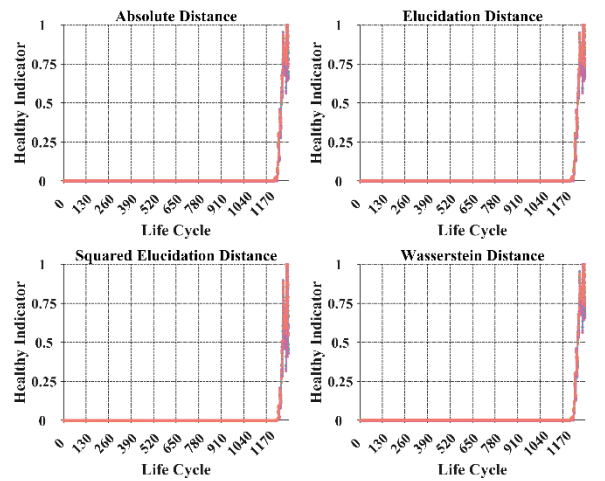 Absolute Distance
Healthy Indicator
1
0.75
0.5
0.25
0
0 130 260 390 520 650 780 910 1040 1170
Life Cycle
Elucidation Distance
Healthy Indicator
1
0.75
0.5
0.25
0
0 130 260 390 520 650 780 910 1040 1170
Life Cycle
Squared Elucidation Distance
Healthy Indicator
1
0.75
0.5
0.25
0
0 130 260 390 520 650 780 910 1040 1170
Life Cycle
Wasserstein Distance
Healthy Indicator
1
0.75
0.5
0.25
0
0 130 260 390 520 650 780 910 1040 1170
Life Cycle